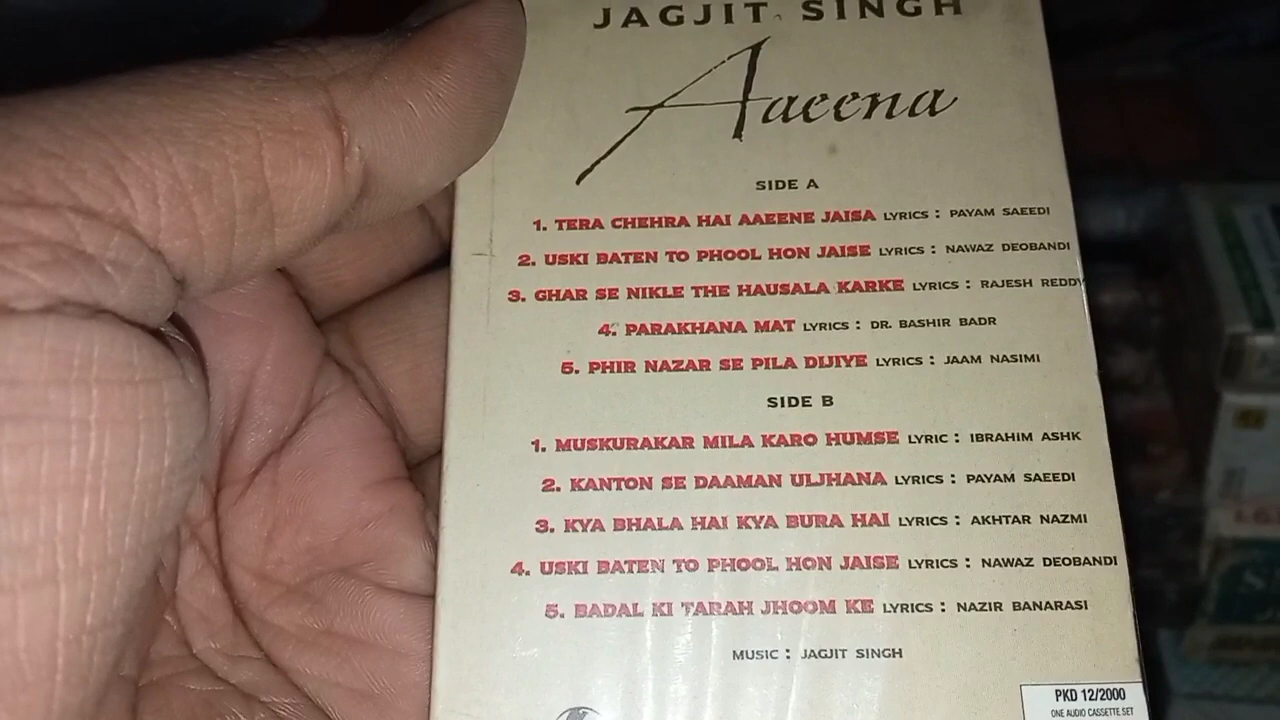 JAGJIT SINGH
Aaeena
SIDE A
1. TERA CHEHRA HAI AAEENE JAISA LYRICS : PAYAM SAEEDI
2. USKI BATEN TO PHOOL HON JAISE LYRICS : NAWAZ DEOBANDI
3. GHAR SE NIKLE THE HAUSALA KARKE LYRICS : RAJESH REDDY
4. PARAKHANA MAT LYRICS : DR. BASHIR BADR
5. PHIR NAZAR SE PILA DIJIYE LYRICS : JAAM NASIMI
SIDE B
1. MUSKURAKAR MILA KARO HUMSE LYRIC : IBRAHIM ASHK
2. KANTON SE DAAMAN ULJHANA LYRICS : PAYAM SAEEDI
3. KYA BHALA HAI KYA BURA HAI LYRICS : AKHTAR NAZMI
4. USKI BATEN TO PHOOL HON JAISE LYRICS : NAWAZ DEOBANDI
5. BADAL KI TARAH JHOOM KE LYRICS : NAZIR BANARASI
MUSIC : JAGJIT SINGH
PKD 12/2000
ONE AUDIO CASSETTE SET